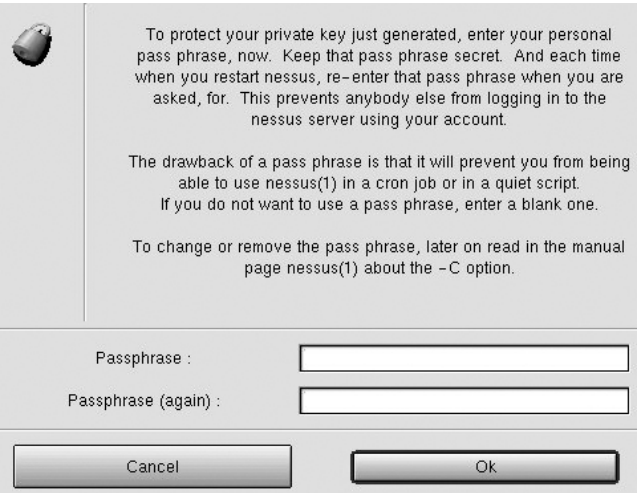 To protect your private key just generated, enter your personal
pass phrase, now. Keep that pass phrase secret. And each time
when you restart nessus, re-enter that pass phrase when you are
asked, for. This prevents anybody else from logging in to the
nessus server using your account.
The drawback of a pass phrase is that it will prevent you from being
able to use nessus(1) in a cron job or in a quiet script.
If you do not want to use a pass phrase, enter a blank one.
To change or remove the pass phrase, later on read in the manual
page nessus(1) about the -C option.
Passphrase :
Passphrase (again) :
Cancel
Ok